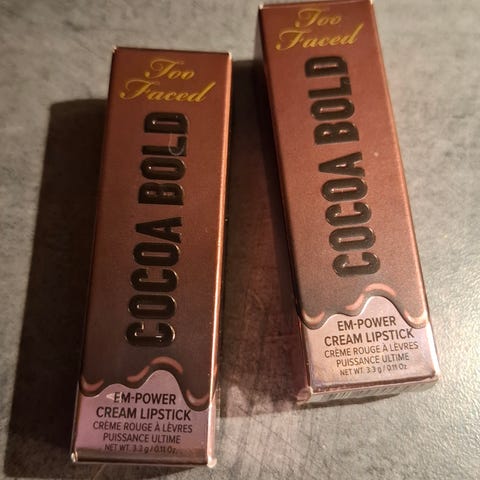 Too
Faced
COCOA BOLD
EM-POWER
CREAM LIPSTICK
CRÈME ROUGE À LÈVRES
PUISSANCE ULTIME
NET WT. 3.3 g / 0.11 Oz.
Too
Faced
COCOA BOLD
EM-POWER
CREAM LIPSTICK
CRÈME ROUGE À LÈVRES
PUISSANCE ULTIME
NET WT. 3.3 g / 0.11 Oz.